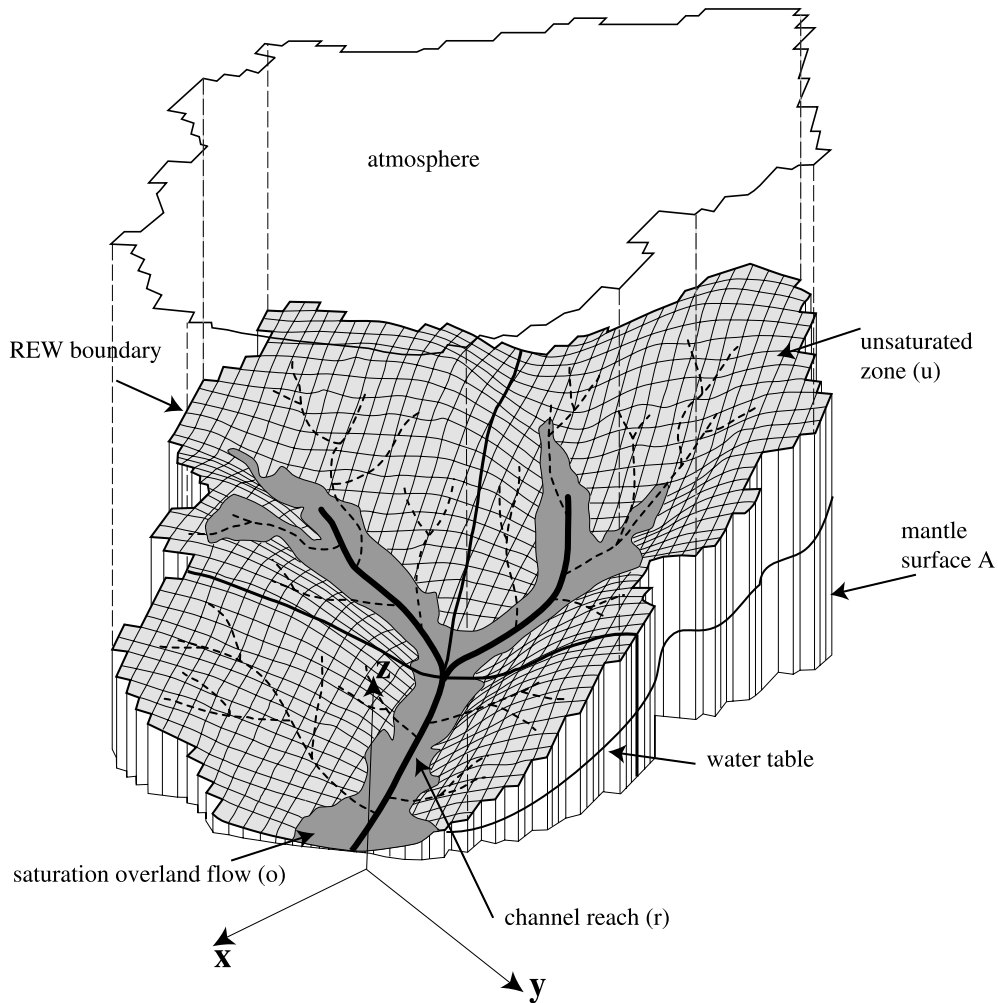 atmosphere
REW boundary
unsaturated
zone (u)
mantle
surface A
z
water table
saturation overland flow (o)
channel reach (r)
x
y